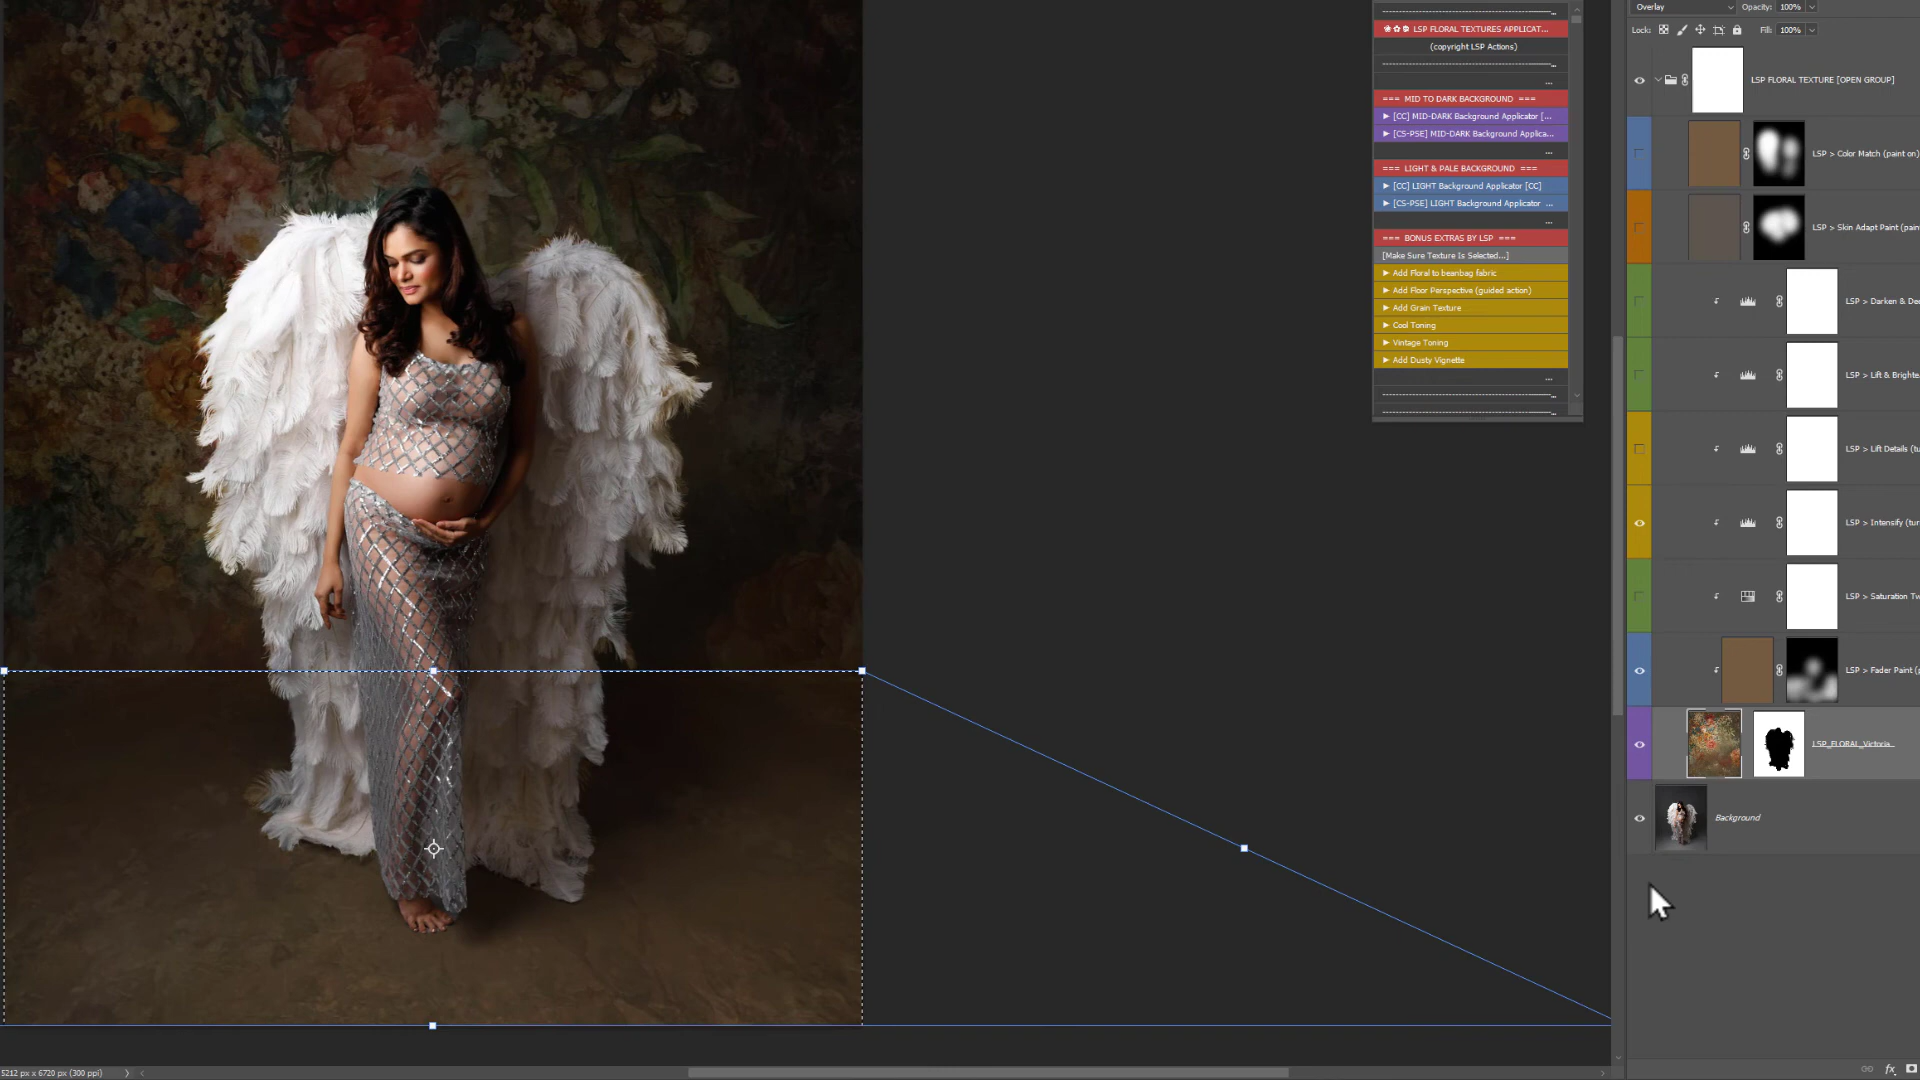 Overlay
Opacity: 100%
Lock:
Fill: 100%
LSP FLORAL TEXTURES APPLICAT...
(copyright LSP Actions)
...
=== MID TO DARK BACKGROUND ===
[CC] MID-DARK Background Applicator [...
[CS-PSE] MID-DARK Background Applica...
...
=== LIGHT & PALE BACKGROUND ===
[CC] LIGHT Background Applicator [CC]
[CS-PSE] LIGHT Background Applicator ...
...
=== BONUS EXTRAS BY LSP ===
[Make Sure Texture Is Selected...]
Add Floral to beanbag fabric
Add Floor Perspective (guided action)
Add Grain Texture
Cool Toning
Vintage Toning
Add Dusty Vignette
...
LSP FLORAL TEXTURE [OPEN GROUP]
LSP > Color Match (paint on)
LSP > Skin Adapt Paint (pain
LSP > Darken & De
LSP > Lift & Brighte
LSP > Lift Details (tu
LSP > Intensify (tur
LSP > Saturation Tw
LSP > Fader Paint (p
LSP_FLORAL_Victoria...
Background
5212 px x 6720 px (300 ppi)
fx